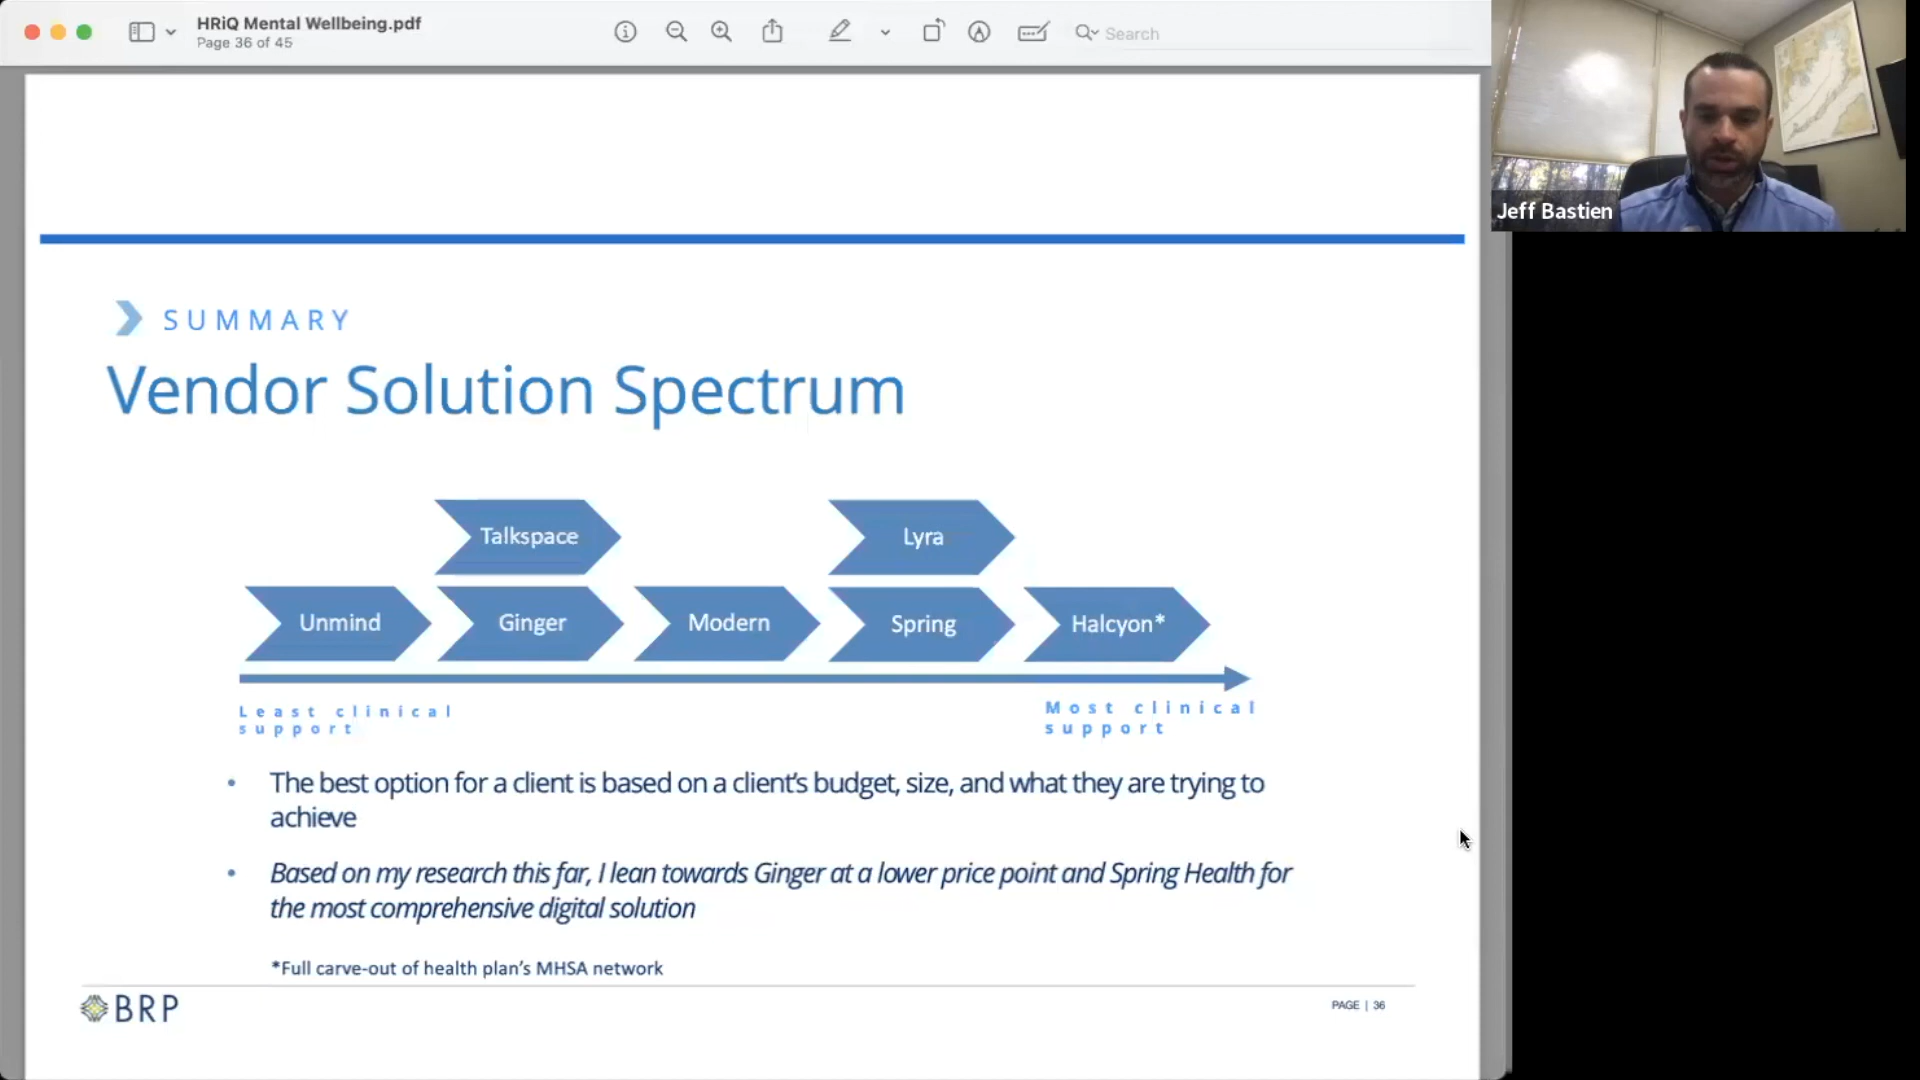 HRiQ Mental Wellbeing.pdf
Page 36 of 45
Search
Jeff Bastien
SUMMARY
Vendor Solution Spectrum
Talkspace
Lyra
Unmind
Ginger
Modern
Spring
Halcyon*
Least clinical
support
Most clinical
support
• The best option for a client is based on a client's budget, size, and what they are trying to
achieve
• Based on my research this far, I lean towards Ginger at a lower price point and Spring Health for
the most comprehensive digital solution
*Full carve-out of health plan's MHSA network
BRP
PAGE | 36